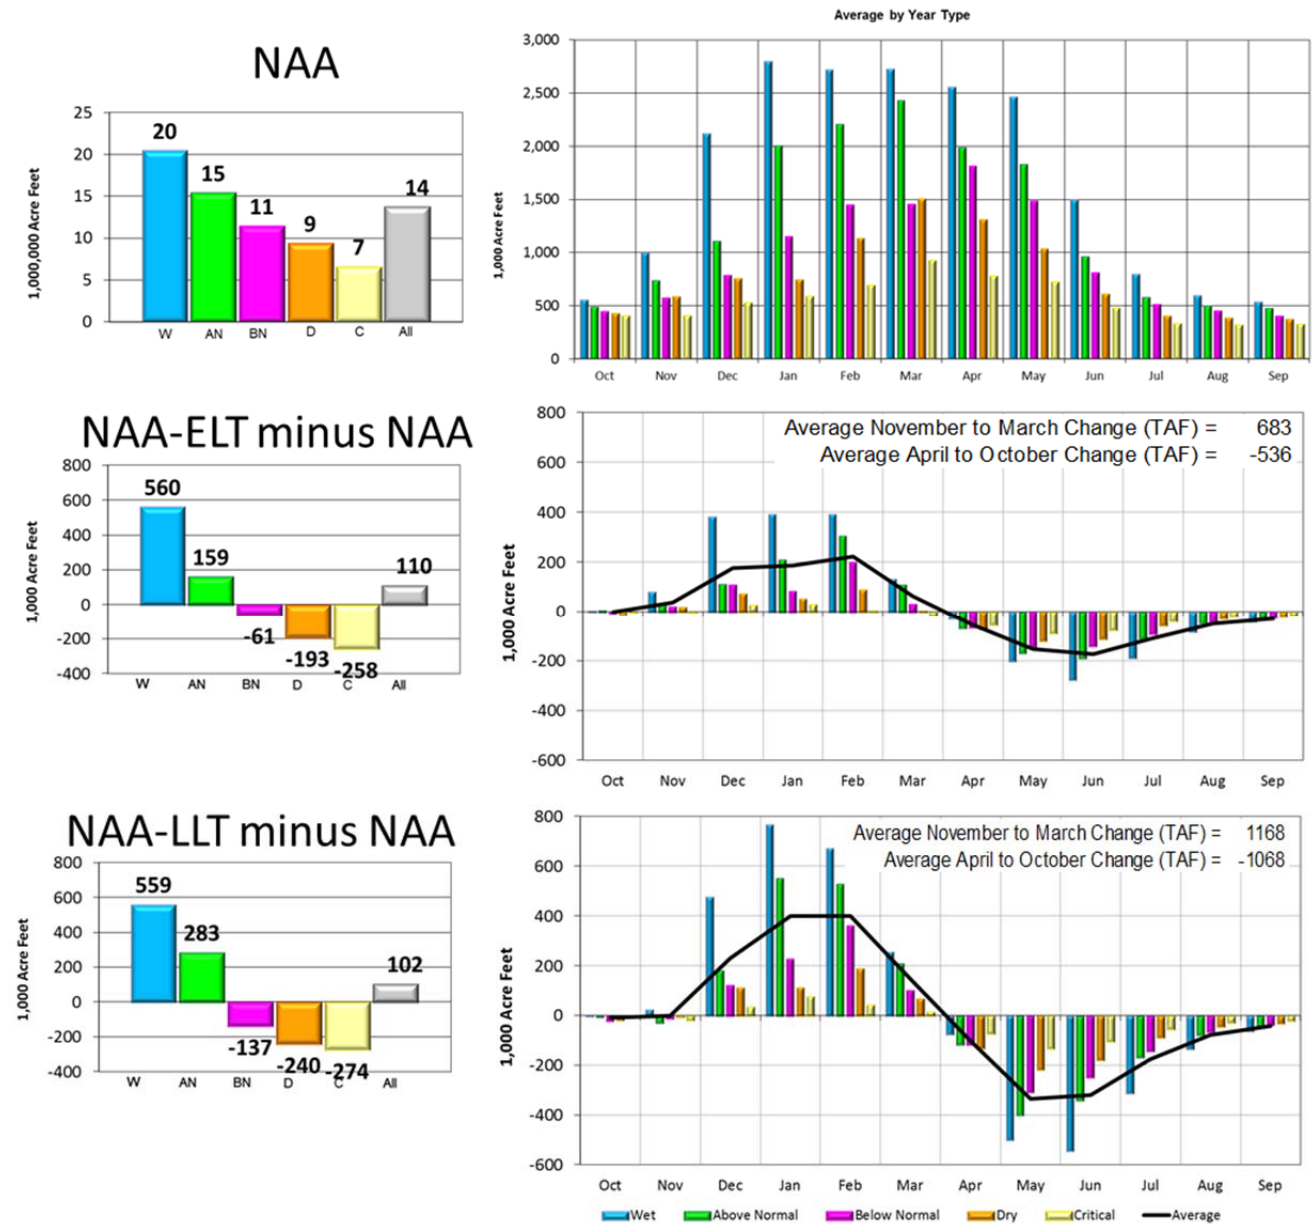 NAA
25
20
15
10
5
0
1,000,000 Acre Feet
20
15
11
9
7
14
W AN BN D C All
Average by Year Type
3,000
2,500
2,000
1,500
1,000
500
0
1,000 Acre Feet
Oct Nov Dec Jan Feb Mar Apr May Jun Jul Aug Sep
NAA-ELT minus NAA
800
600
400
200
0
-200
-400
1,000 Acre Feet
560
159
-61
-193
-258
110
W AN BN D C All
Average November to March Change (TAF) = 683
Average April to October Change (TAF) = -536
800
600
400
200
0
-200
-400
-600
1,000 Acre Feet
Oct Nov Dec Jan Feb Mar Apr May Jun Jul Aug Sep
NAA-LLT minus NAA
800
600
400
200
0
-200
-400
1,000 Acre Feet
559
283
-137
-240
-274
102
W AN BN D C All
Average November to March Change (TAF) = 1168
Average April to October Change (TAF) = -1068
800
600
400
200
0
-200
-400
-600
1,000 Acre Feet
Oct Nov Dec Jan Feb Mar Apr May Jun Jul Aug Sep
Wet Above Normal Below Normal Dry Critical Average